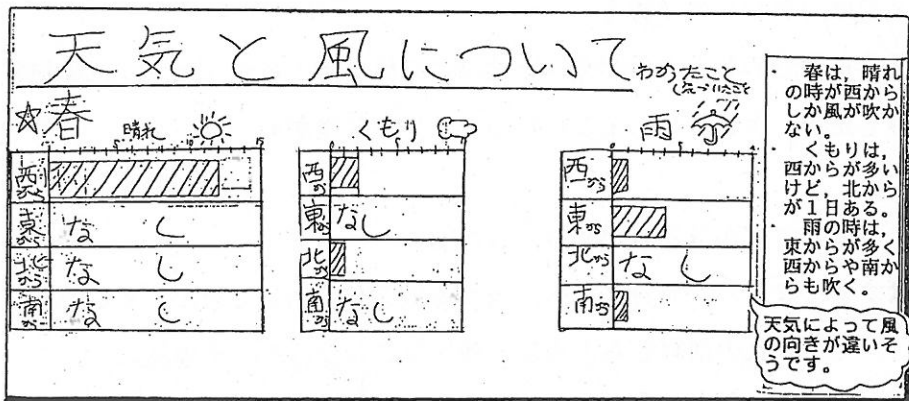 天気と風について
わかったこと
気づいたこと
☆春
晴れ
15
西から
東から なし
北から なし
南から なし
くもり
西から
東から なし
北から
南から なし
雨
西から
東から
北から なし
南から
・ 春は，晴れ
の時が西から
しか風が吹か
ない。
・ くもりは，
西からが多い
けど，北から
が１日ある。
・ 雨の時は，
東からが多く
西からや南か
らも吹く。
天気によって風
の向きが違いそ
うです。